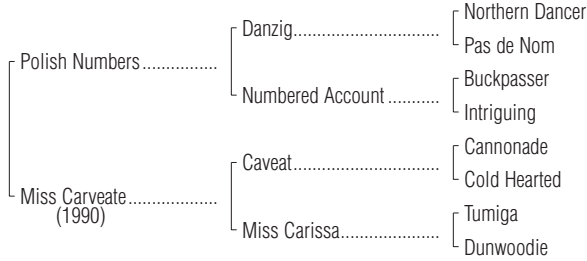 Northern Dancer
Danzig
Pas de Nom
Polish Numbers
Buckpasser
Numbered Account
Intriguing
Cannonade
Caveat
Cold Hearted
Miss Carveate
(1990)
Tumiga
Miss Carissa
Dunwoodie